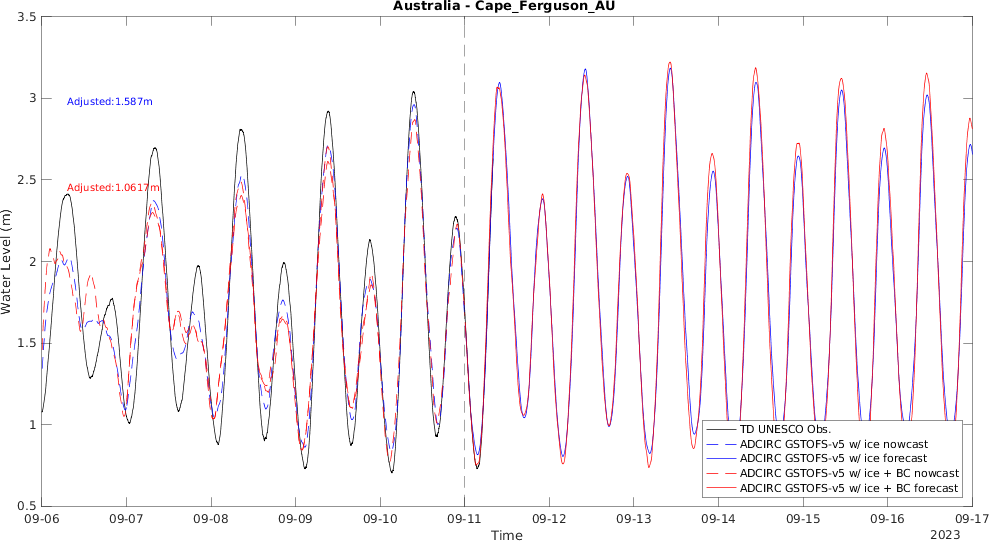 Australia - Cape_Ferguson_AU
3.5
3
2.5
2
1.5
1
0.5
Water Level (m)
Adjusted:1.587m
Adjusted:1.0617m
TD UNESCO Obs.
ADCIRC GSTOFS-v5 w/ ice nowcast
ADCIRC GSTOFS-v5 w/ ice forecast
ADCIRC GSTOFS-v5 w/ ice + BC nowcast
ADCIRC GSTOFS-v5 w/ ice + BC forecast
09-06 09-07 09-08 09-09 09-10 09-11 09-12 09-13 09-14 09-15 09-16 09-17
Time
2023